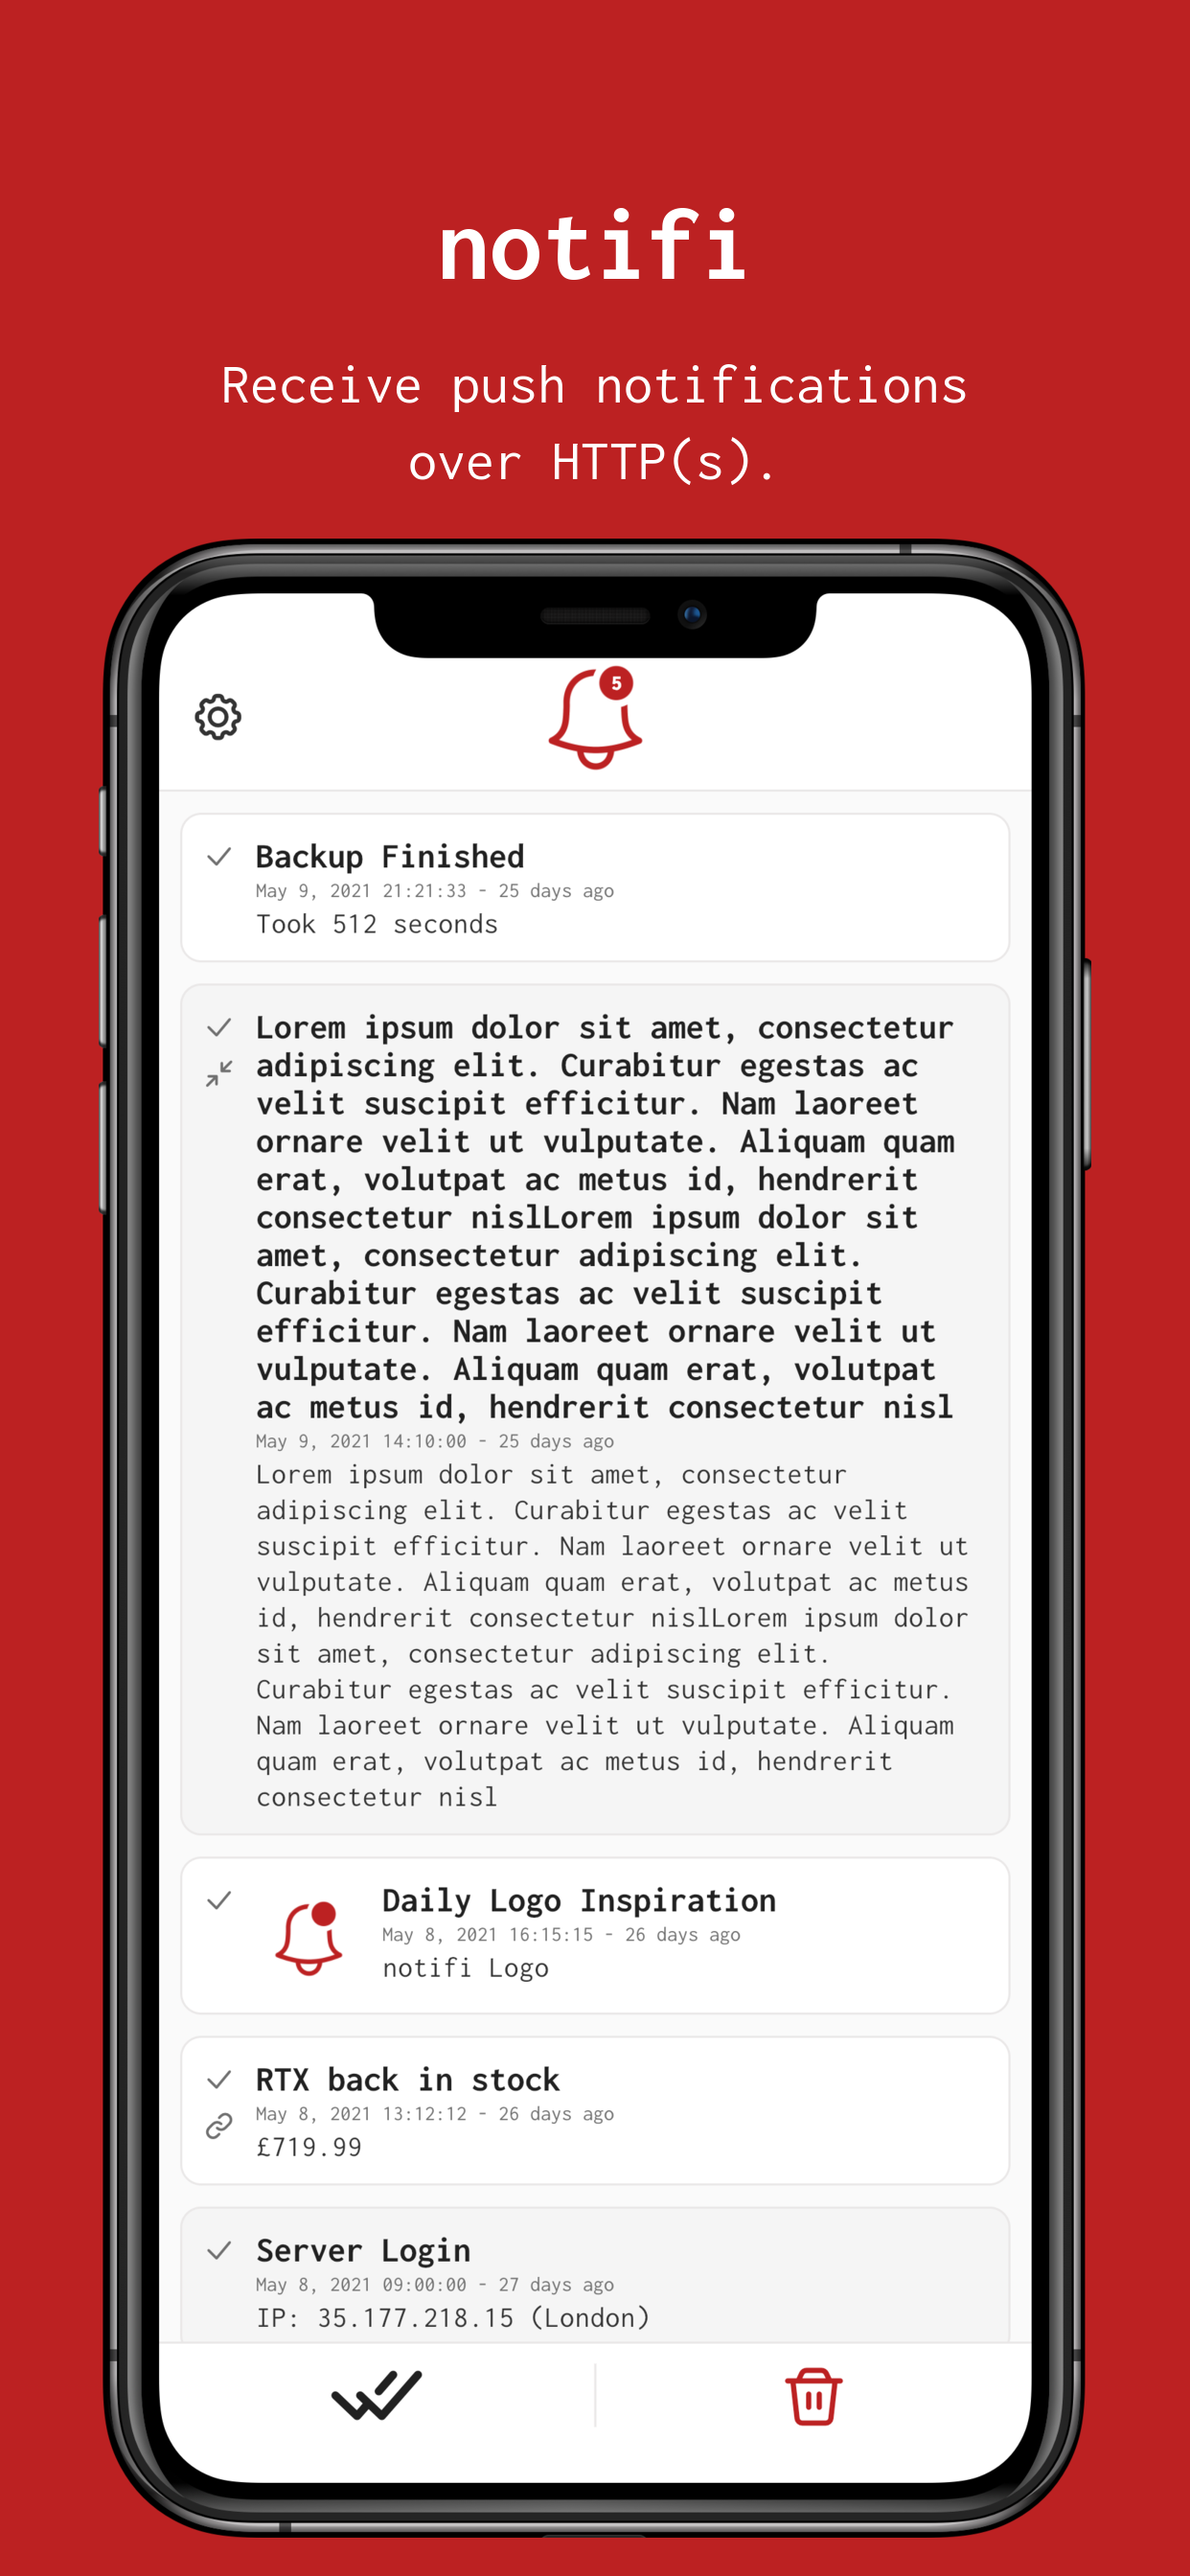 notifi
Receive push notifications
over HTTP(s).
5
Backup Finished
May 9, 2021 21:21:33 - 25 days ago
Took 512 seconds
Lorem ipsum dolor sit amet, consectetur
adipiscing elit. Curabitur egestas ac
velit suscipit efficitur. Nam laoreet
ornare velit ut vulputate. Aliquam quam
erat, volutpat ac metus id, hendrerit
consectetur nislLorem ipsum dolor sit
amet, consectetur adipiscing elit.
Curabitur egestas ac velit suscipit
efficitur. Nam laoreet ornare velit ut
vulputate. Aliquam quam erat, volutpat
ac metus id, hendrerit consectetur nisl
May 9, 2021 14:10:00 - 25 days ago
Lorem ipsum dolor sit amet, consectetur
adipiscing elit. Curabitur egestas ac velit
suscipit efficitur. Nam laoreet ornare velit ut
vulputate. Aliquam quam erat, volutpat ac metus
id, hendrerit consectetur nislLorem ipsum dolor
sit amet, consectetur adipiscing elit.
Curabitur egestas ac velit suscipit efficitur.
Nam laoreet ornare velit ut vulputate. Aliquam
quam erat, volutpat ac metus id, hendrerit
consectetur nisl
Daily Logo Inspiration
May 8, 2021 16:15:15 - 26 days ago
notifi Logo
RTX back in stock
May 8, 2021 13:12:12 - 26 days ago
£719.99
Server Login
May 8, 2021 09:00:00 - 27 days ago
IP: 35.177.218.15 (London)